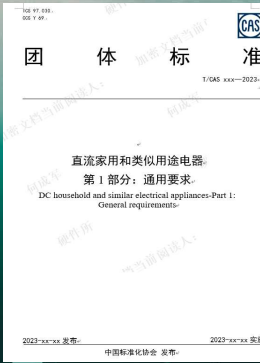 ICS 97.030
CCS Y 69
CAS
团 体 标 准
T/CAS xxx—2023
直流家用和类似用途电器
第 1 部分：通用要求
DC household and similar electrical appliances-Part 1:
General requirements
2023-xx-xx 发布
2023-xx-xx 实
中国标准化协会 发布